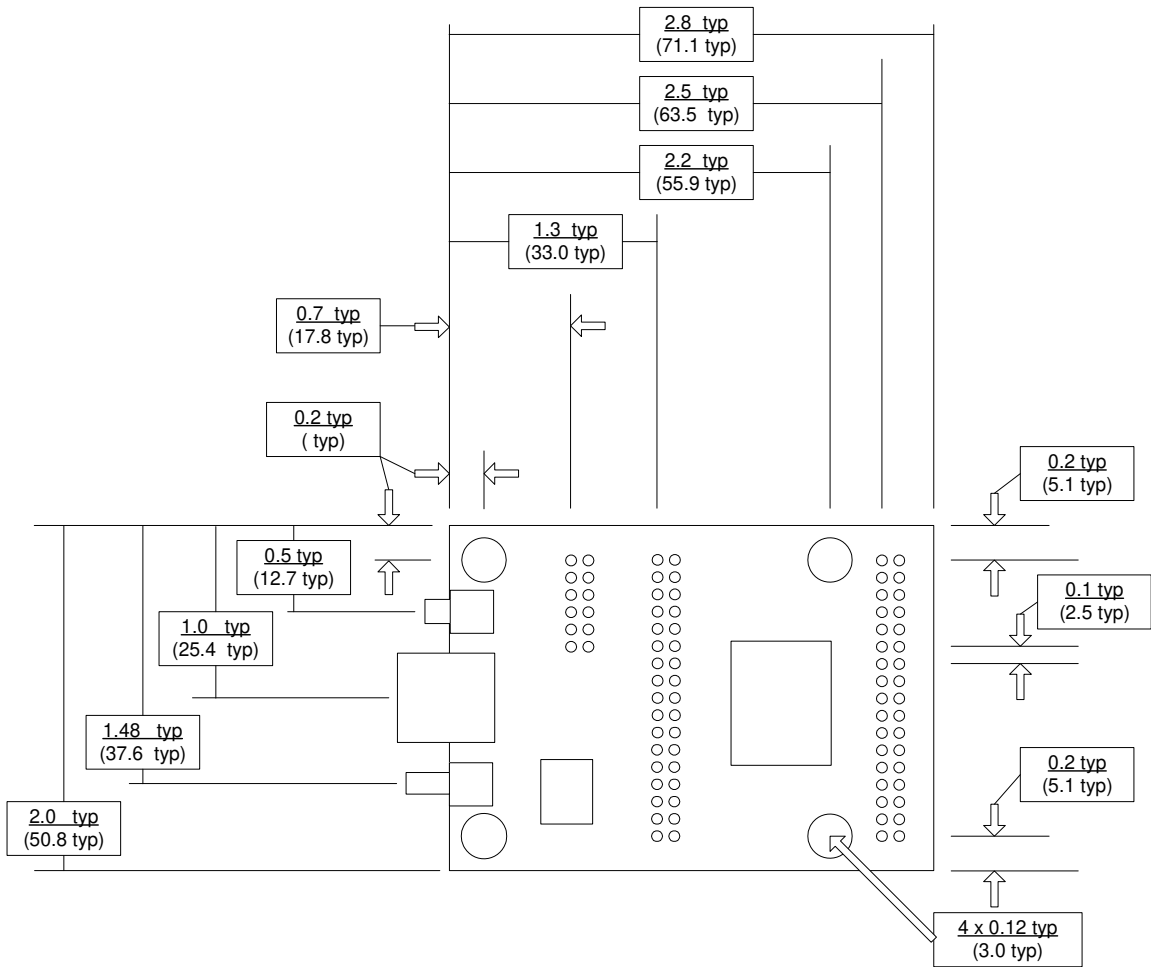 2.8 typ
(71.1 typ)
2.5 typ
(63.5 typ)
2.2 typ
(55.9 typ)
1.3 typ
(33.0 typ)
0.7 typ
(17.8 typ)
0.2 typ
( typ)
0.2 typ
(5.1 typ)
0.5 typ
(12.7 typ)
0.1 typ
(2.5 typ)
1.0 typ
(25.4 typ)
1.48 typ
(37.6 typ)
0.2 typ
(5.1 typ)
2.0 typ
(50.8 typ)
4 x 0.12 typ
(3.0 typ)